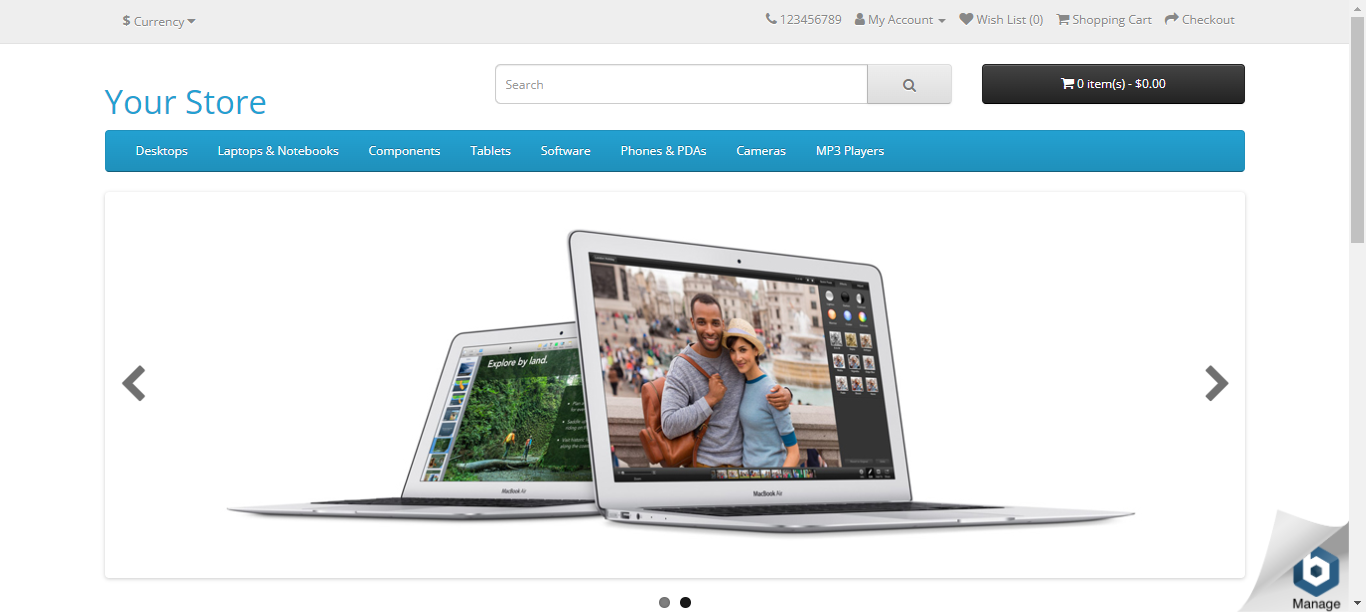 $ Currency
123456789 My Account Wish List (0) Shopping Cart Checkout
Your Store
Search
0 item(s) - $0.00
Desktops Laptops & Notebooks Components Tablets Software Phones & PDAs Cameras MP3 Players
Explore by land.
MacBook Air
MacBook Air
Manage